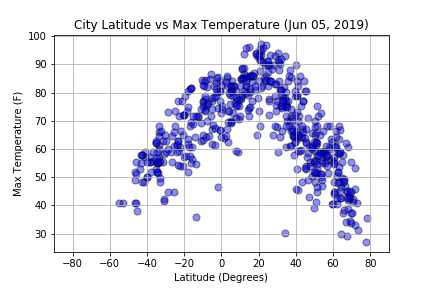 City Latitude vs Max Temperature (Jun 05, 2019)
100
90
80
70
60
50
40
30
Max Temperature (F)
−80 −60 −40 −20 0 20 40 60 80
Latitude (Degrees)